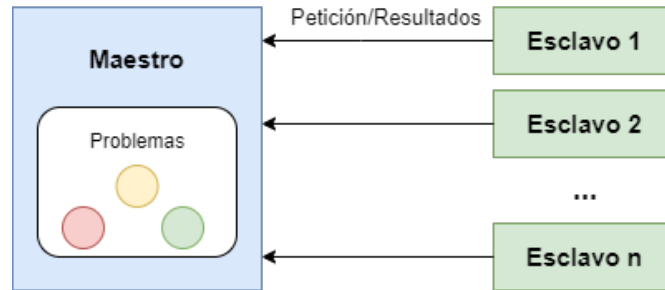 Petición/Resultados
Maestro
Esclavo 1
Problemas
Esclavo 2
...
Esclavo n